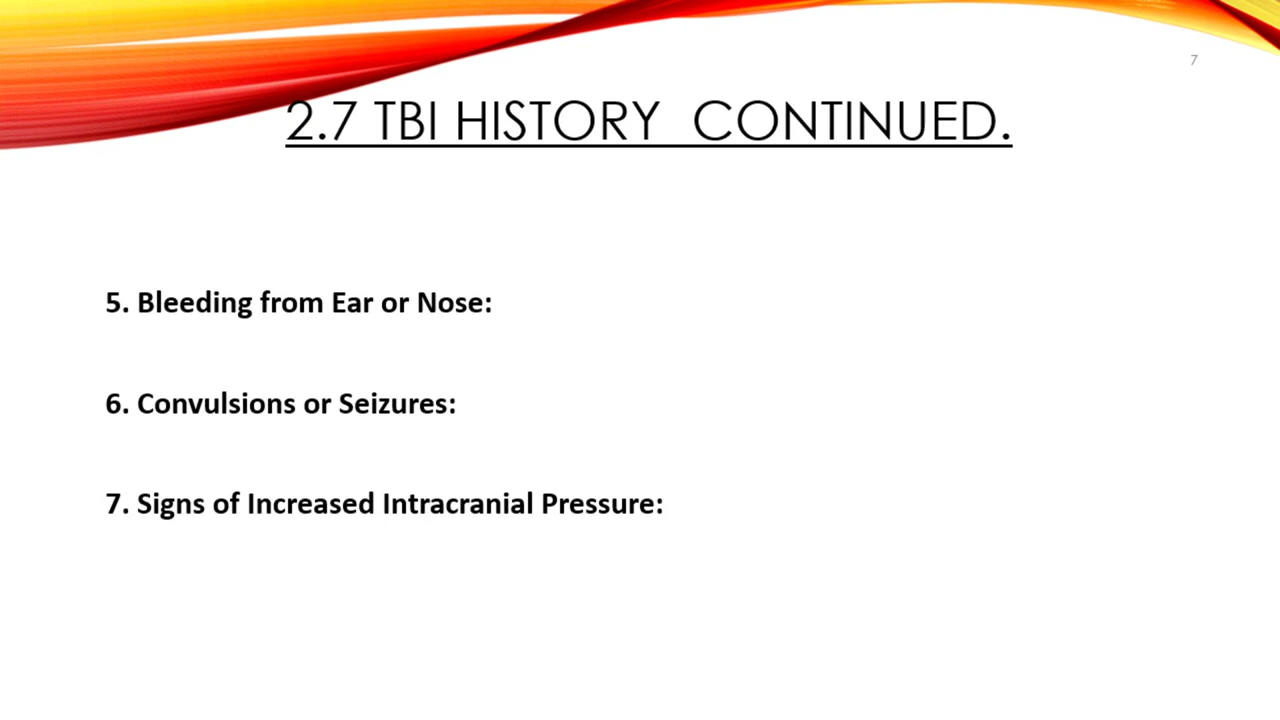 7
2.7 TBI HISTORY  CONTINUED.
5. Bleeding from Ear or Nose:
6. Convulsions or Seizures:
7. Signs of Increased Intracranial Pressure: